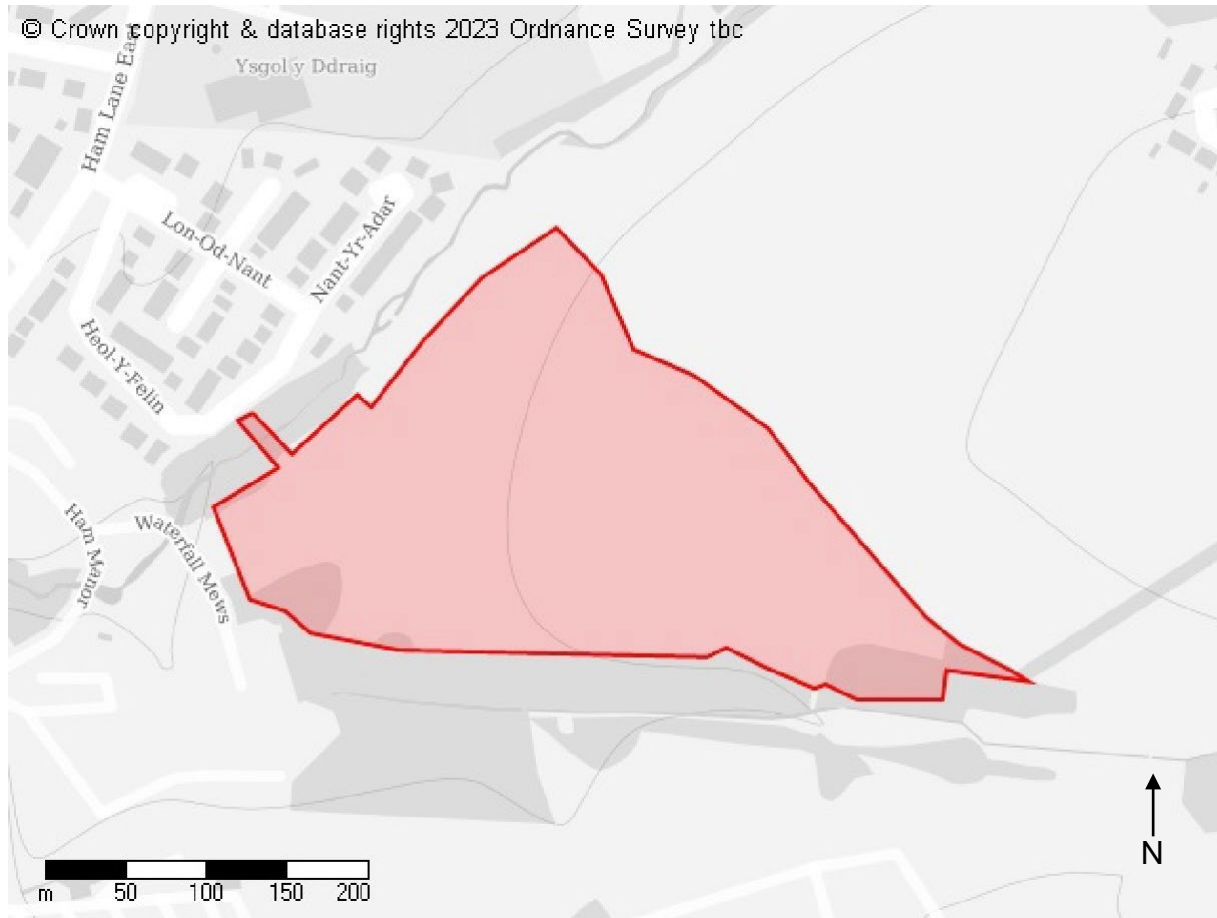 © Crown copyright & database rights 2023 Ordnance Survey tbc
Ysgol y Ddraig
Ham Lane East
Lon-Od-Nant
Nant-Yr-Adar
Heol-Y-Felin
Ham Manor
Waterfall Mews
N
m 50 100 150 200